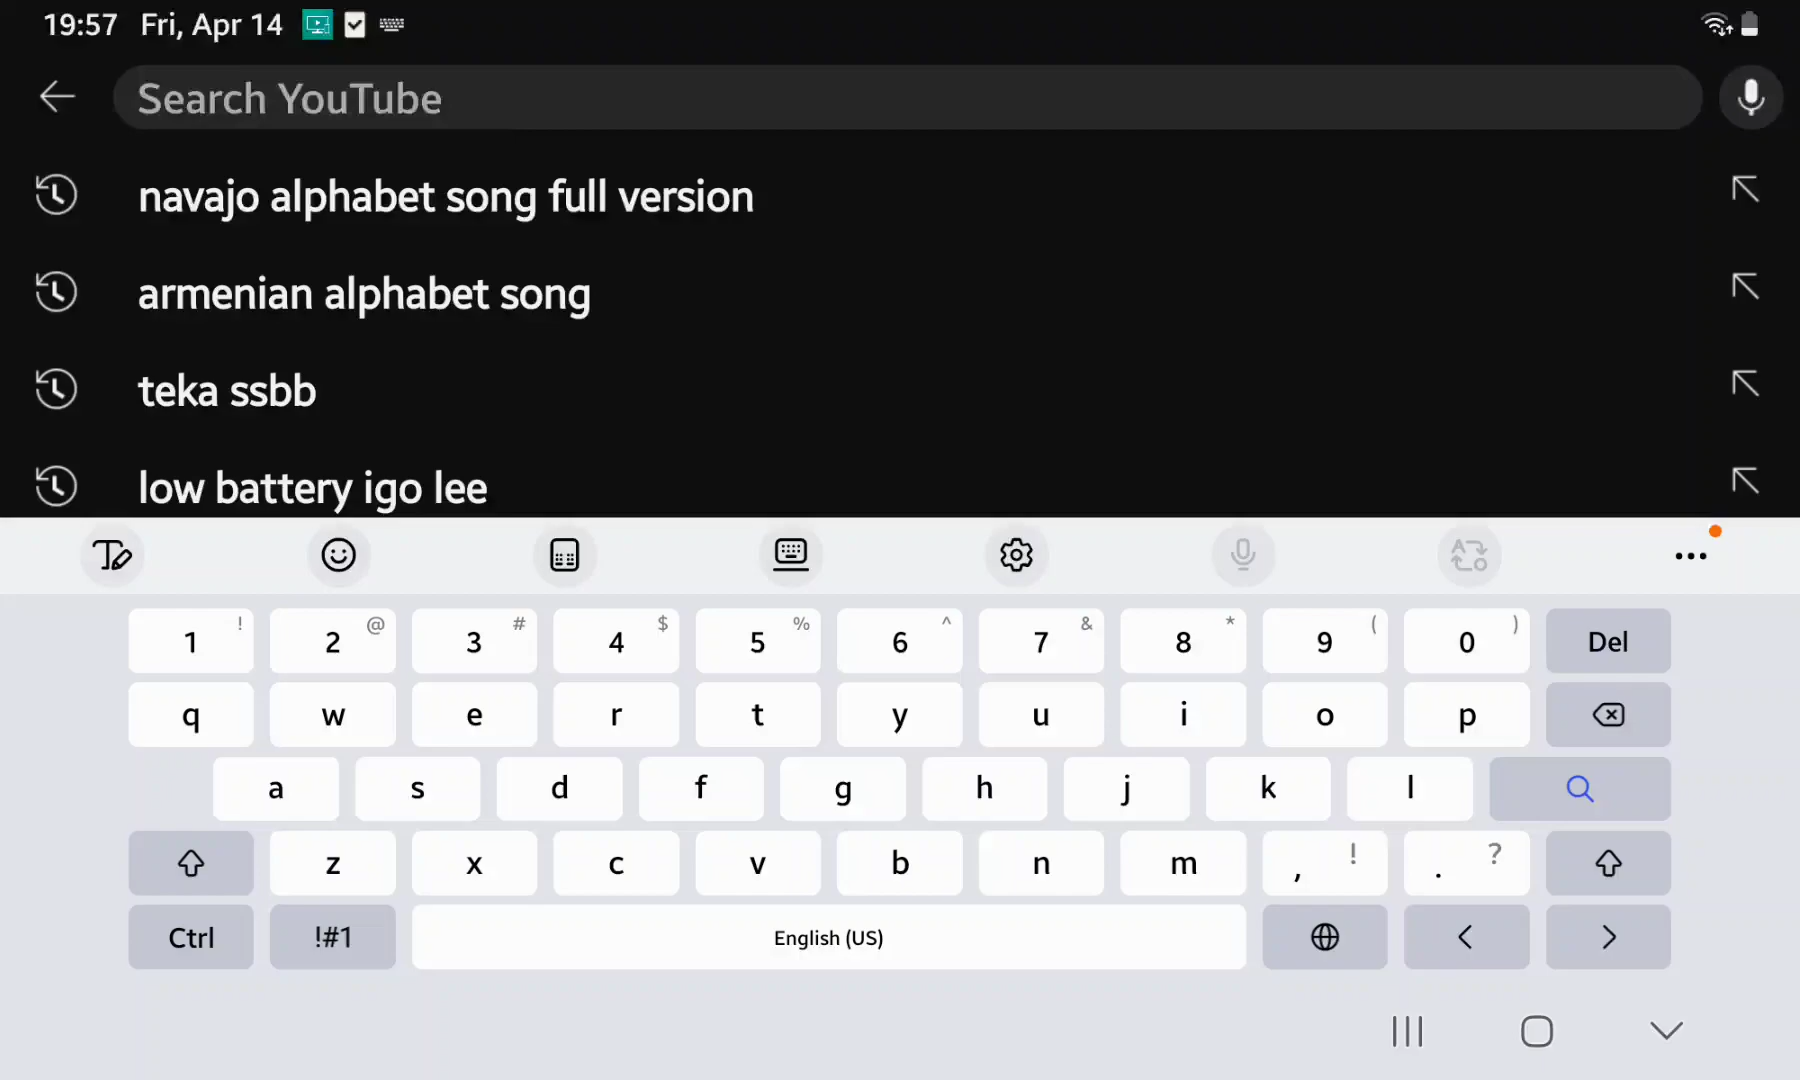 19:57 Fri, Apr 14
Search YouTube
navajo alphabet song full version
armenian alphabet song
teka ssbb
low battery igo lee
1 ! 2 @ 3 # 4 $ 5 % 6 ^ 7 & 8 * 9 ( 0 ) Del
q w e r t y u i o p
a s d f g h j k l
z x c v b n m , ! . ?
Ctrl !#1 English (US) < >